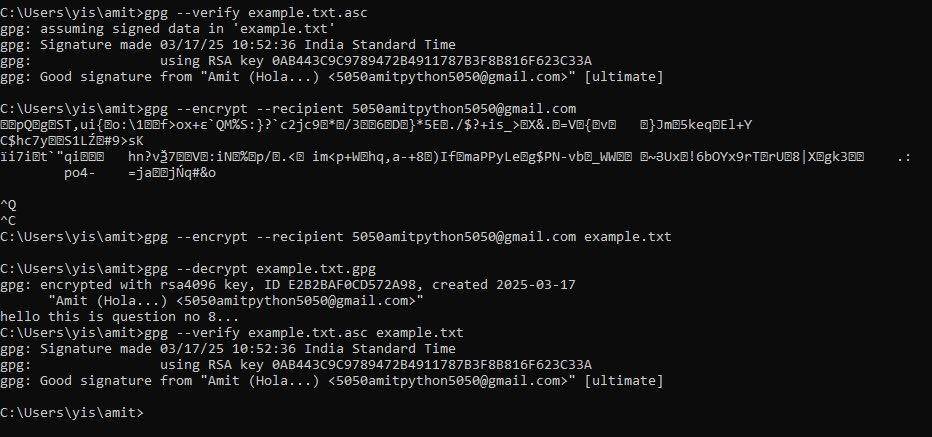 C:\Users\yis\amit>gpg --verify example.txt.asc
gpg: assuming signed data in 'example.txt'
gpg: Signature made 03/17/25 10:52:36 India Standard Time
gpg:                using RSA key 0AB443C9C9789472B4911787B3F8B816F623C33A
gpg: Good signature from "Amit (Hola...) <5050amitpython5050@gmail.com>" [ultimate]
C:\Users\yis\amit>gpg --encrypt --recipient 5050amitpython5050@gmail.com
^Q
^C
C:\Users\yis\amit>gpg --encrypt --recipient 5050amitpython5050@gmail.com example.txt
C:\Users\yis\amit>gpg --decrypt example.txt.gpg
gpg: encrypted with rsa4096 key, ID E2B2BAF0CD572A98, created 2025-03-17
      "Amit (Hola...) <5050amitpython5050@gmail.com>"
hello this is question no 8...
C:\Users\yis\amit>gpg --verify example.txt.asc example.txt
gpg: Signature made 03/17/25 10:52:36 India Standard Time
gpg:                using RSA key 0AB443C9C9789472B4911787B3F8B816F623C33A
gpg: Good signature from "Amit (Hola...) <5050amitpython5050@gmail.com>" [ultimate]
C:\Users\yis\amit>